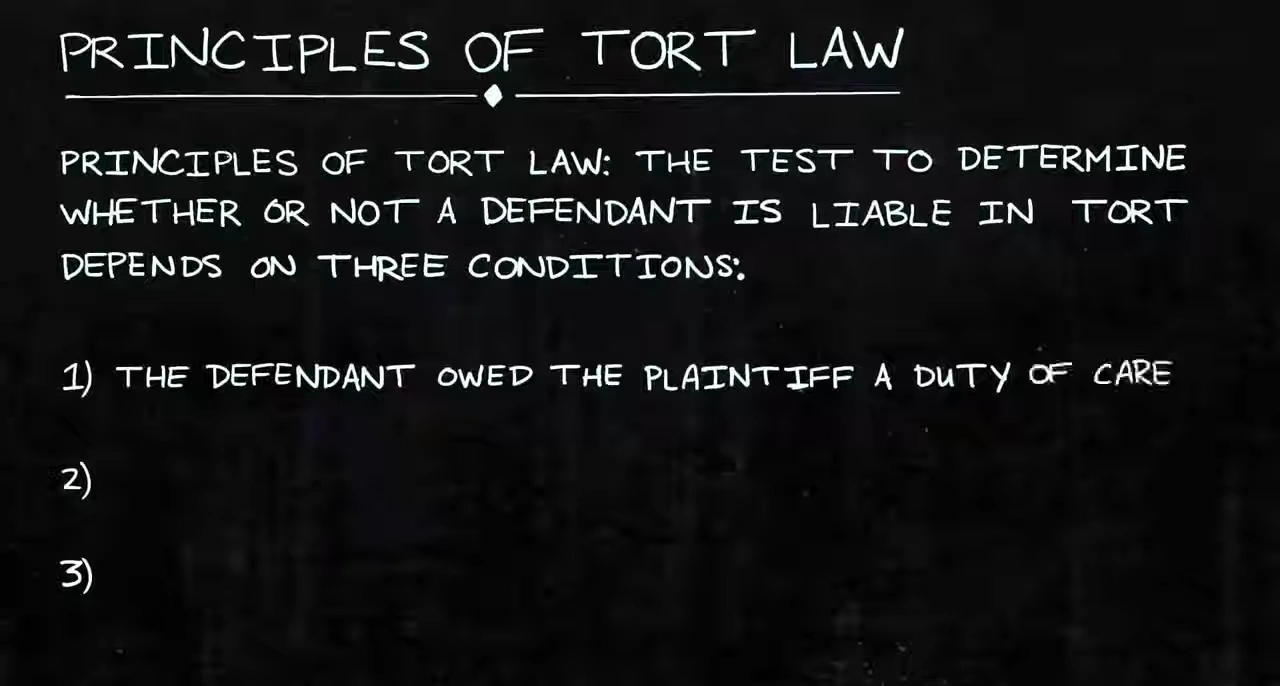 PRINCIPLES OF TORT LAW
PRINCIPLES OF TORT LAW: THE TEST TO DETERMINE
WHETHER OR NOT A DEFENDANT IS LIABLE IN TORT
DEPENDS ON THREE CONDITIONS:
1) THE DEFENDANT OWED THE PLAINTIFF A DUTY OF CARE
2)
3)